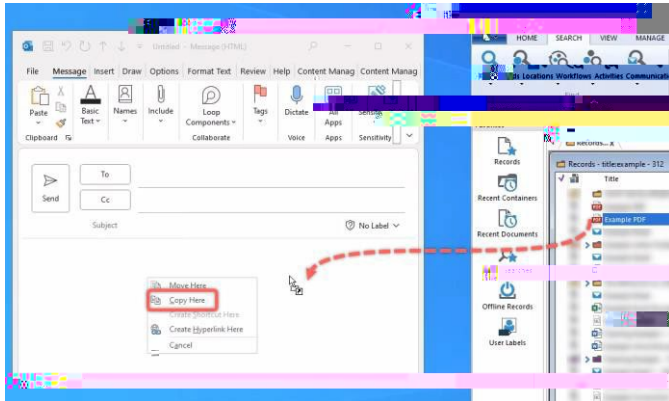 Untitled - Message (HTML)
File Message Insert Draw Options Format Text Review Help Content Manag Content Manag
Paste
Basic Text
Names
Include
Loop Components
Tags
Dictate
All Apps
Clipboard
Collaborate
Voice
Apps
Sensitivity
Send
To
Cc
Subject
No Label
Move Here
Copy Here
Create Shortcut Here
Create Hyperlink Here
Cancel
HOME SEARCH VIEW MANAGE
Locations Workflows Activities
Records
Recent Containers
Recent Documents
Offline Records
User Labels
Records...
Records - title:example - 312
Title
Example PDF